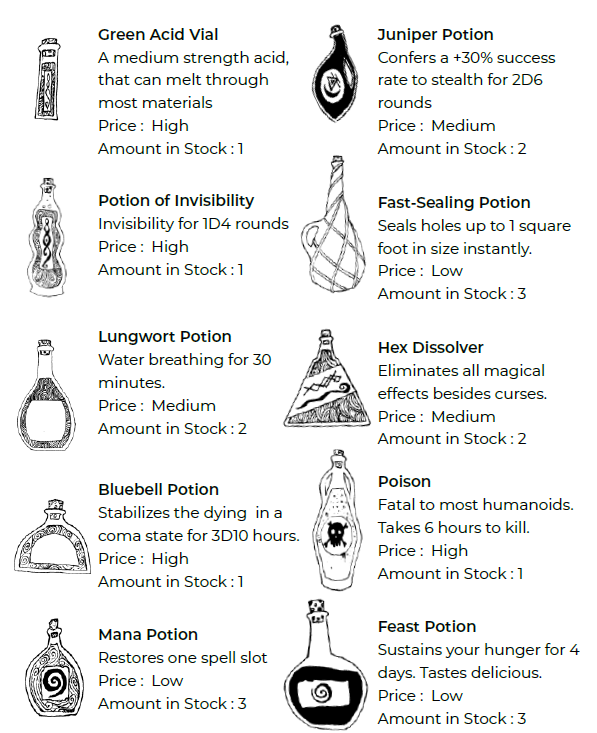 Green Acid Vial
A medium strength acid,
that can melt through
most materials
Price : High
Amount in Stock : 1
Potion of Invisibility
Invisibility for 1D4 rounds
Price : High
Amount in Stock : 1
Lungwort Potion
Water breathing for 30
minutes.
Price : Medium
Amount in Stock : 2
Bluebell Potion
Stabilizes the dying in a
coma state for 3D10 hours.
Price : High
Amount in Stock : 1
Mana Potion
Restores one spell slot
Price : Low
Amount in Stock : 3
Juniper Potion
Confers a +30% success
rate to stealth for 2D6
rounds
Price : Medium
Amount in Stock : 2
Fast-Sealing Potion
Seals holes up to 1 square
foot in size instantly.
Price : Low
Amount in Stock : 3
Hex Dissolver
Eliminates all magical
effects besides curses.
Price : Medium
Amount in Stock : 2
Poison
Fatal to most humanoids.
Takes 6 hours to kill.
Price : High
Amount in Stock : 1
Feast Potion
Sustains your hunger for 4
days. Tastes delicious.
Price : Low
Amount in Stock : 3